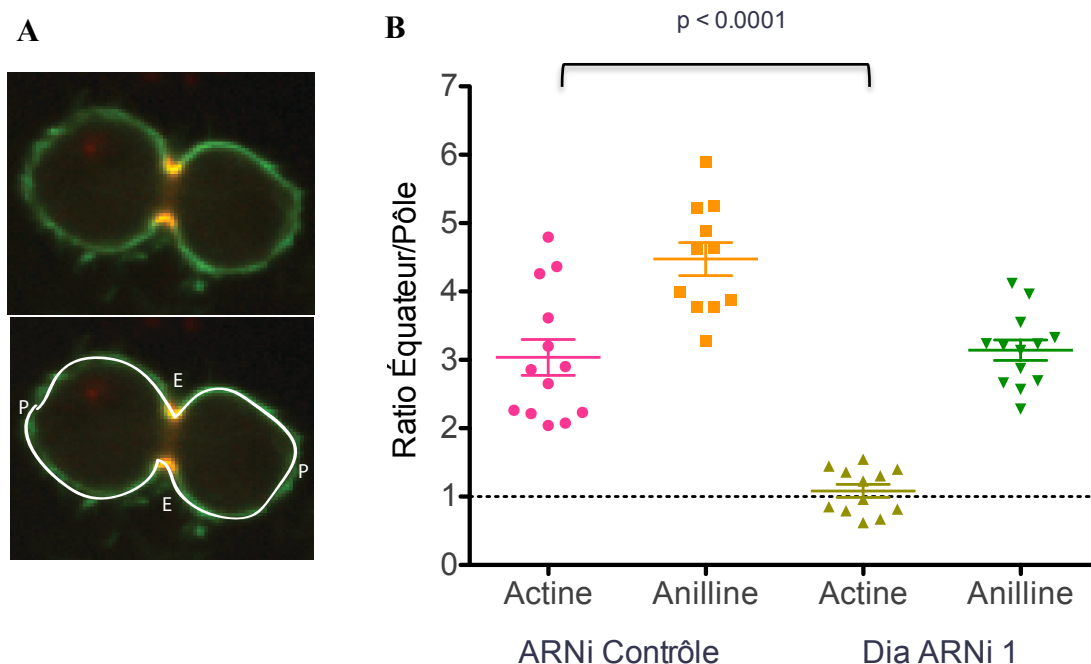 A
B
p < 0.0001
E
P
P
E
Ratio Équateur/Pôle
7
6
5
4
3
2
1
0
Actine Anilline Actine Anilline
ARNi Contrôle Dia ARNi 1